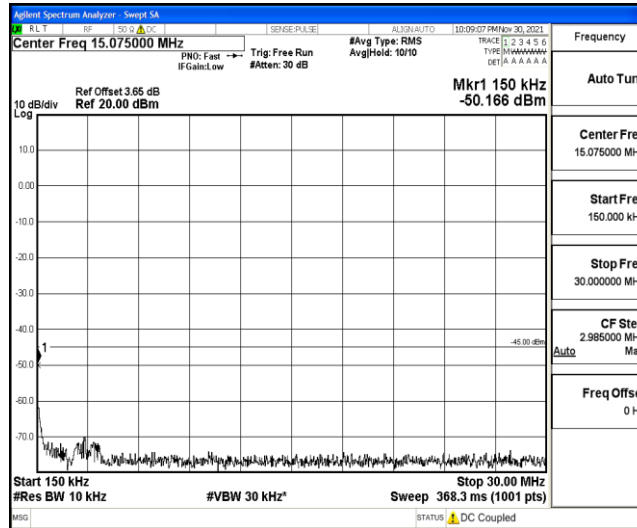 Agilent Spectrum Analyzer - Swept SA
R L T RF 50 Ω DC SENSE:PULSE ALIGN AUTO 10:09:07 PM Nov 30, 2021
Center Freq 15.075000 MHz
PNO: Fast
IFGain:Low
Trig: Free Run
#Atten: 30 dB
#Avg Type: RMS
Avg|Hold: 10/10
TRACE 1 2 3 4 5 6
TYPE M
DET A A A A A A
Ref Offset 3.65 dB
Ref 20.00 dBm
10 dB/div
Log
Mkr1 150 kHz
-50.166 dBm
10.0
0.00
-10.0
-20.0
-30.0
-40.0
-50.0
-60.0
-70.0
1
-45.00 dBm
Start 150 kHz
Stop 30.00 MHz
#Res BW 10 kHz
#VBW 30 kHz*
Sweep 368.3 ms (1001 pts)
MSG
STATUS DC Coupled
Frequency
Auto Tun
Center Fre
15.075000 MH
Start Fre
150.000 kH
Stop Fre
30.000000 MH
CF Ste
2.985000 MH
Auto Ma
Freq Offse
0 H